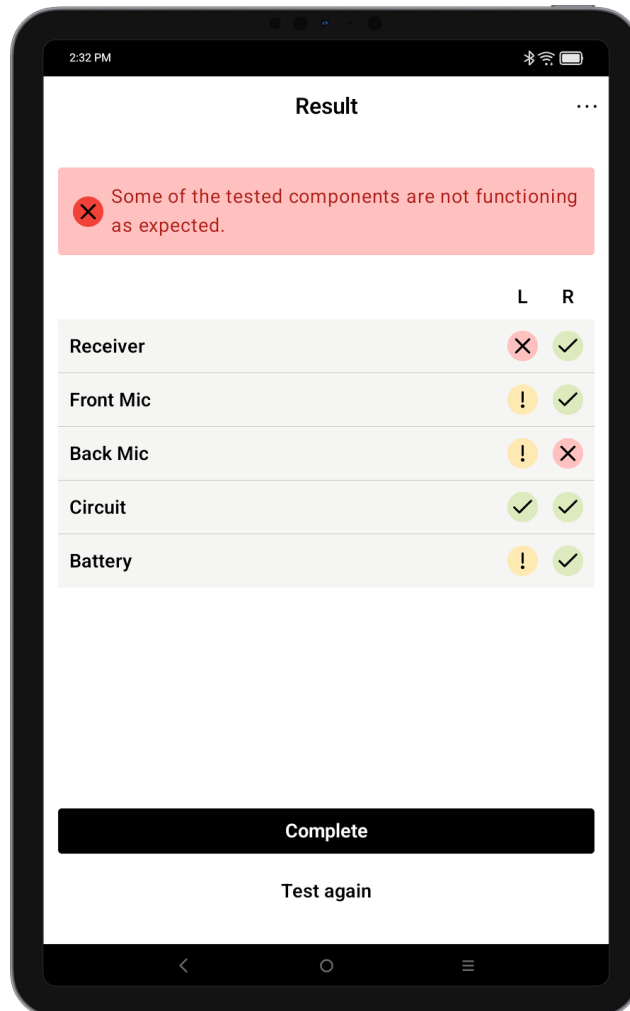 2:32 PM
Result
Some of the tested components are not functioning
as expected.
L R
Receiver
Front Mic !
Back Mic !
Circuit
Battery !
Complete
Test again